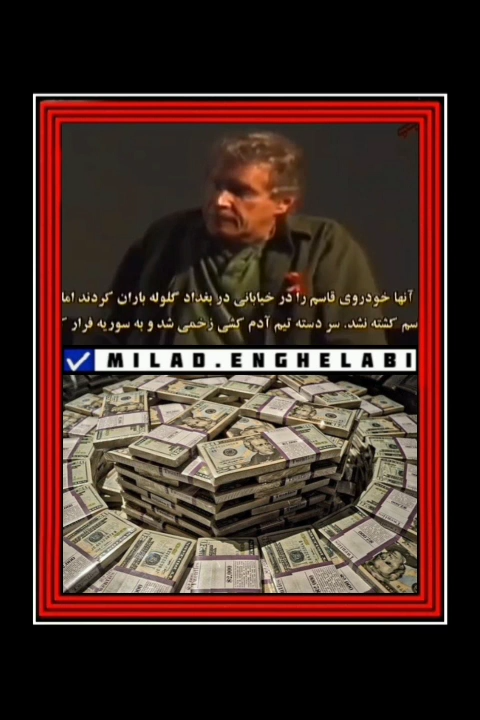 آنها خودروی قاسم را در خیابانی در بغداد گلوله باران کردند اما
سم کشته نشد. سر دسته تیم آدم کشی زخمی شد و به سوریه فرار ک
MILAD.ENGHELABI